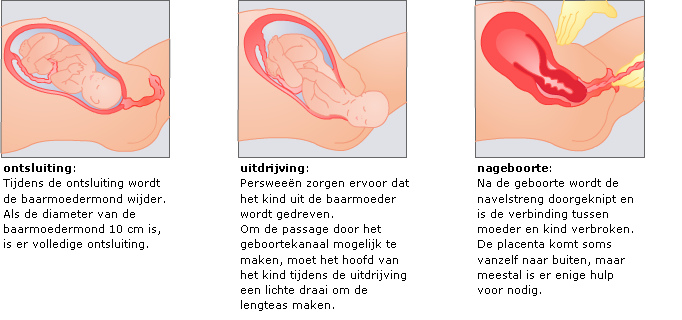 ontsluiting:
Tijdens de ontsluiting wordt
de baarmoedermond wijder.
Als de diameter van de
baarmoedermond 10 cm is,
is er volledige ontsluiting.
uitdrijving:
Persweeën zorgen ervoor dat
het kind uit de baarmoeder
wordt gedreven.
Om de passage door het
geboortekanaal mogelijk te
maken, moet het hoofd van
het kind tijdens de uitdrijving
een lichte draai om de
lengteas maken.
nageboorte:
Na de geboorte wordt de
navelstreng doorgeknipt en
is de verbinding tussen
moeder en kind verbroken.
De placenta komt soms
vanzelf naar buiten, maar
meestal is er enige hulp
voor nodig.